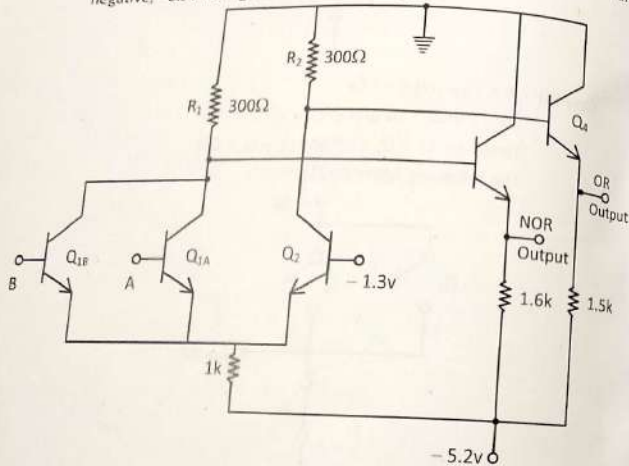 negative,
R₂ 300Ω
R₁ 300Ω
Q₄
OR
Output
NOR
Output
Q₁B
Q₁A
Q₂
B
A
– 1.3v
1.6k
1.5k
1k
– 5.2v